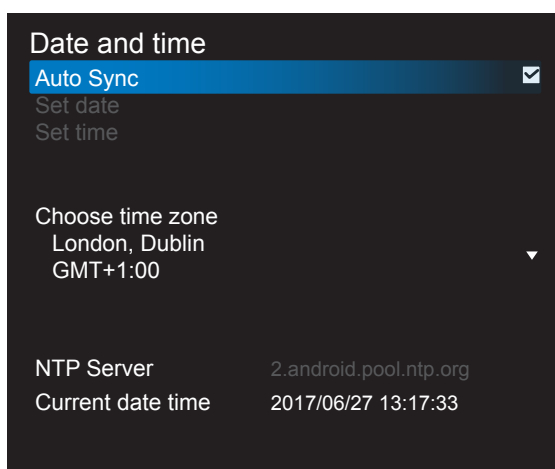 Date and time
Auto Sync
Set date
Set time
Choose time zone
London, Dublin
GMT+1:00
NTP Server 2.android.pool.ntp.org
Current date time 2017/06/27 13:17:33